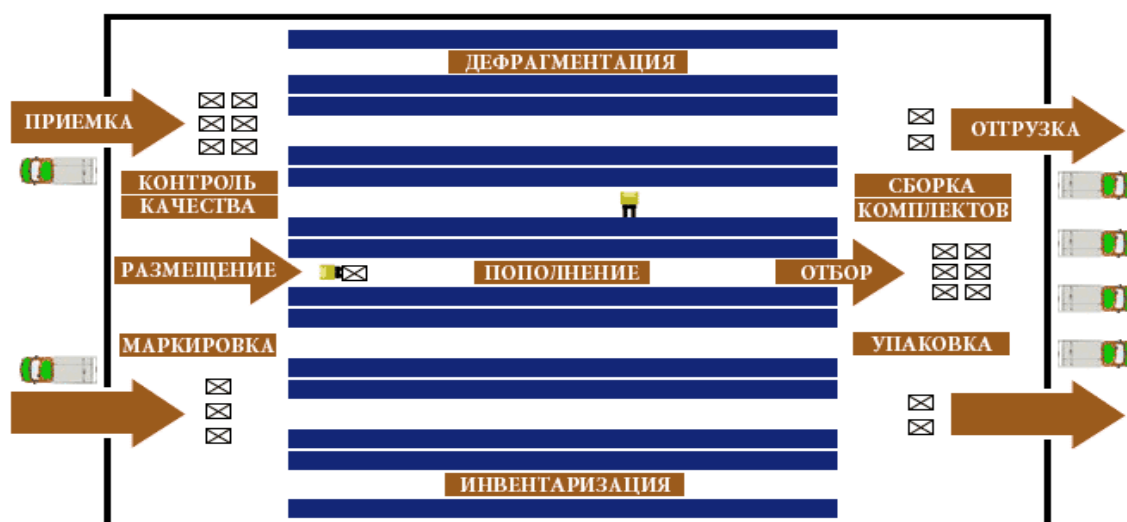 ДЕФРАГМЕНТАЦИЯ
ПРИЕМКА
ОТГРУЗКА
КОНТРОЛЬ
КАЧЕСТВА
СБОРКА
КОМПЛЕКТОВ
РАЗМЕЩЕНИЕ
ПОПОЛНЕНИЕ
ОТБОР
МАРКИРОВКА
УПАКОВКА
ИНВЕНТАРИЗАЦИЯ